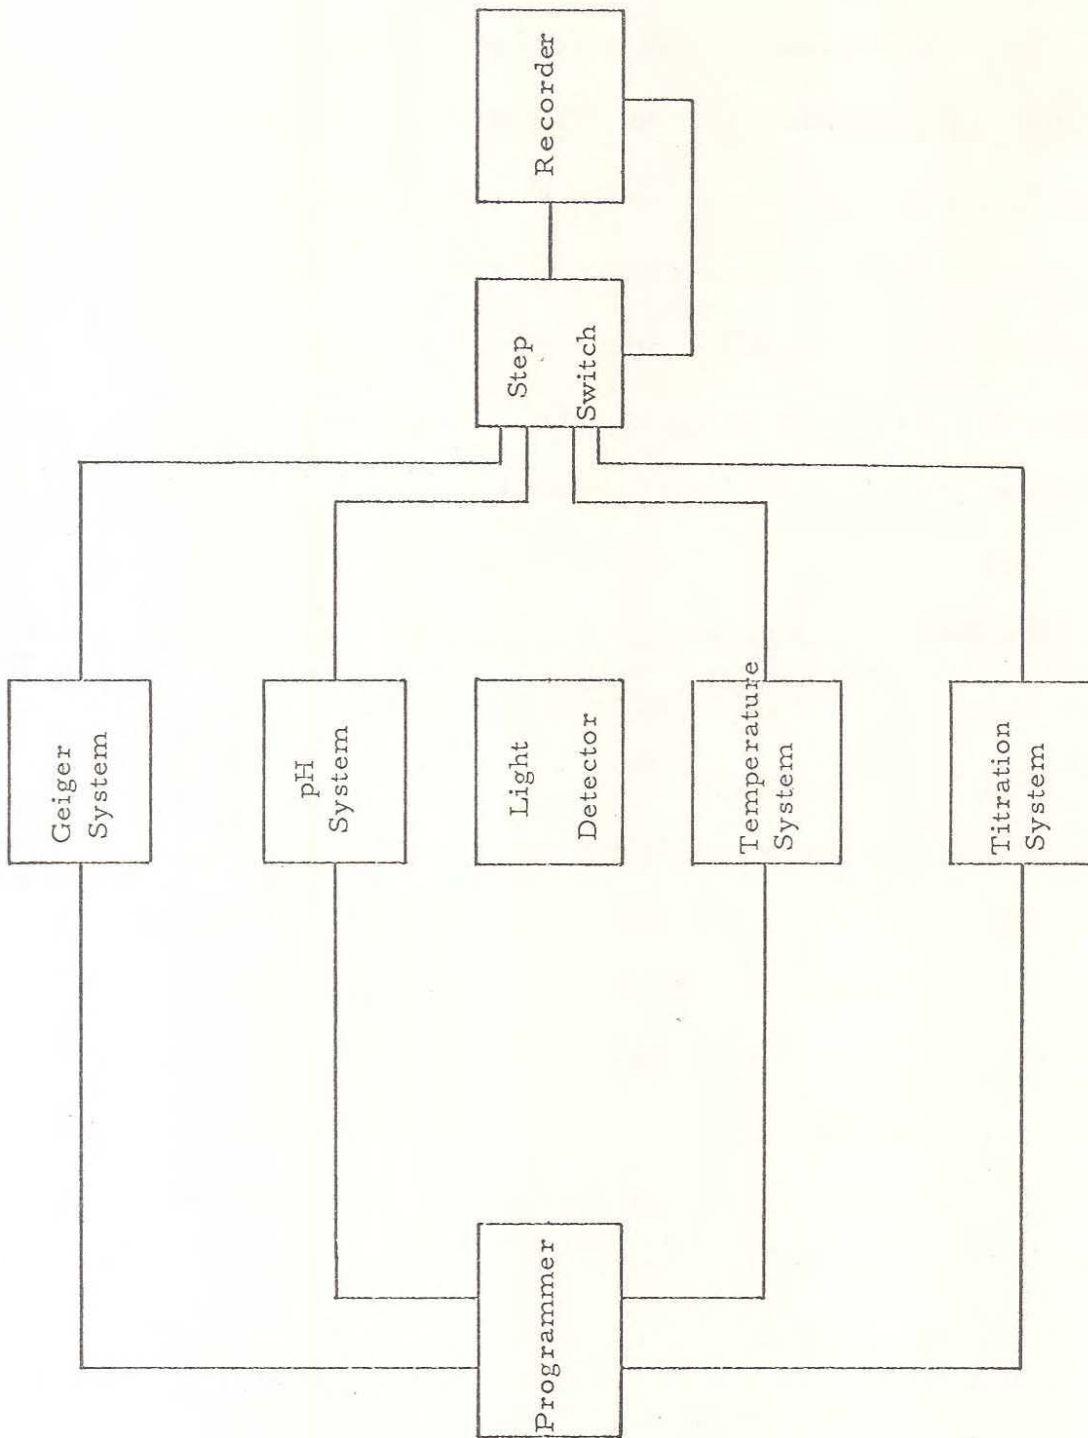 Recorder
Step
Switch
Geiger
System
pH
System
Light
Detector
Temperature
System
Titration
System
Programmer